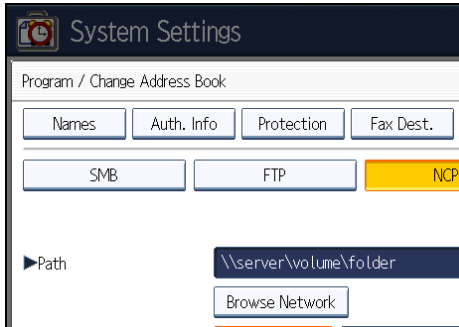 System Settings
Program / Change Address Book
Names Auth. Info Protection Fax Dest.
SMB FTP NCP
►Path \\server\volume\folder
Browse Network